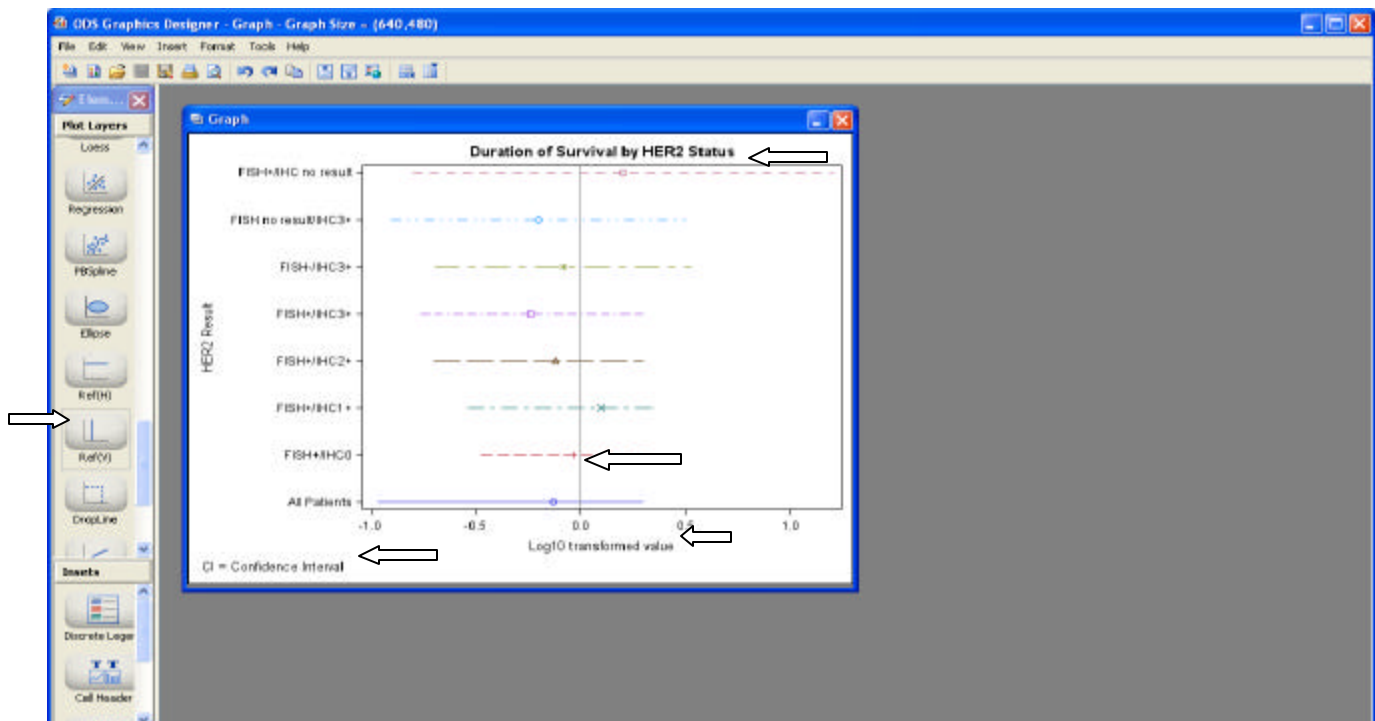 ODS Graphics Designer - Graph - Graph Size - (640,480)
File Edit View Insert Format Tools Help
Elem...
Plot Layers
Loess
Regression
PBSpline
Ellipse
Ref(H)
Ref(V)
DropLine
Insets
Discrete Leger
Cell Header
Graph
Duration of Survival by HER2 Status
HER2 Result
FISH+/IHC no result
FISH no result/IHC3+
FISH-/IHC3+
FISH+/IHC3+
FISH+/IHC2+
FISH+/IHC1+
FISH+/IHC0
All Patients
-1.0 -0.5 0.0 0.5 1.0
Log10 transformed value
CI = Confidence Interval